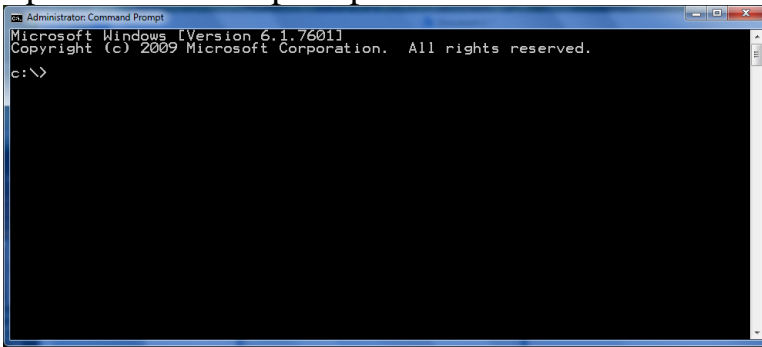 Administrator: Command Prompt
Microsoft Windows [Version 6.1.7601]
Copyright (c) 2009 Microsoft Corporation.  All rights reserved.
c:\>